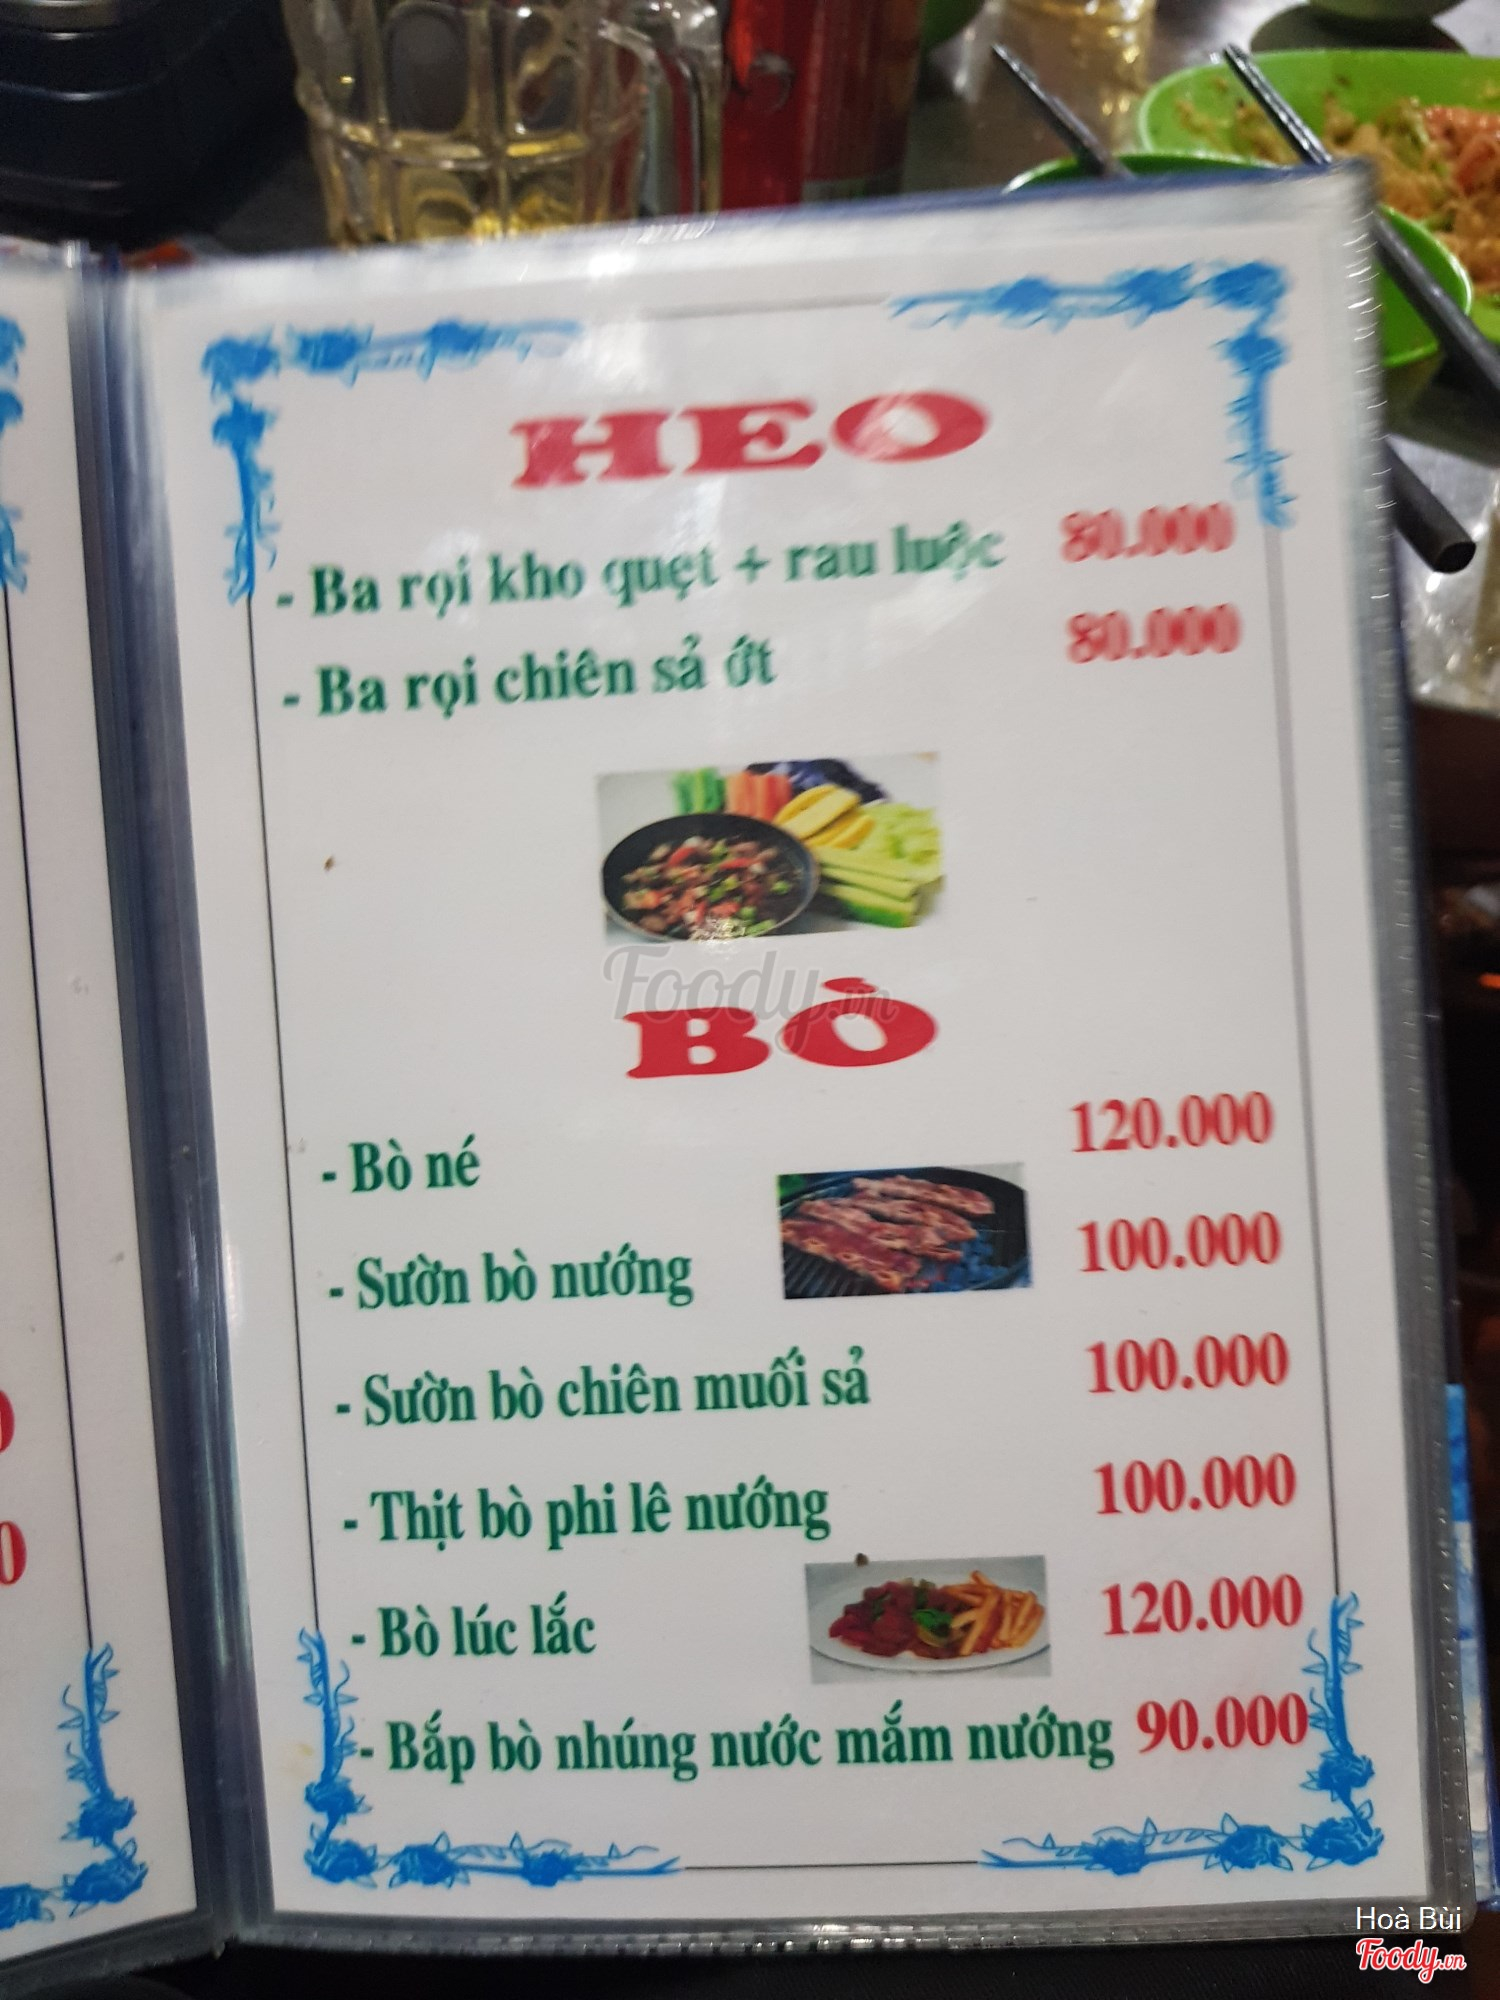 HEO
- Ba rọi kho quẹt + rau luộc 80.000
- Ba rọi chiên sả ớt 80.000
Foody.vn
BÒ
- Bò né 120.000
- Sườn bò nướng 100.000
- Sườn bò chiên muối sả 100.000
- Thịt bò phi lê nướng 100.000
- Bò lúc lắc 120.000
- Bắp bò nhúng nước mắm nướng 90.000
Hoà Bùi
Foody.vn